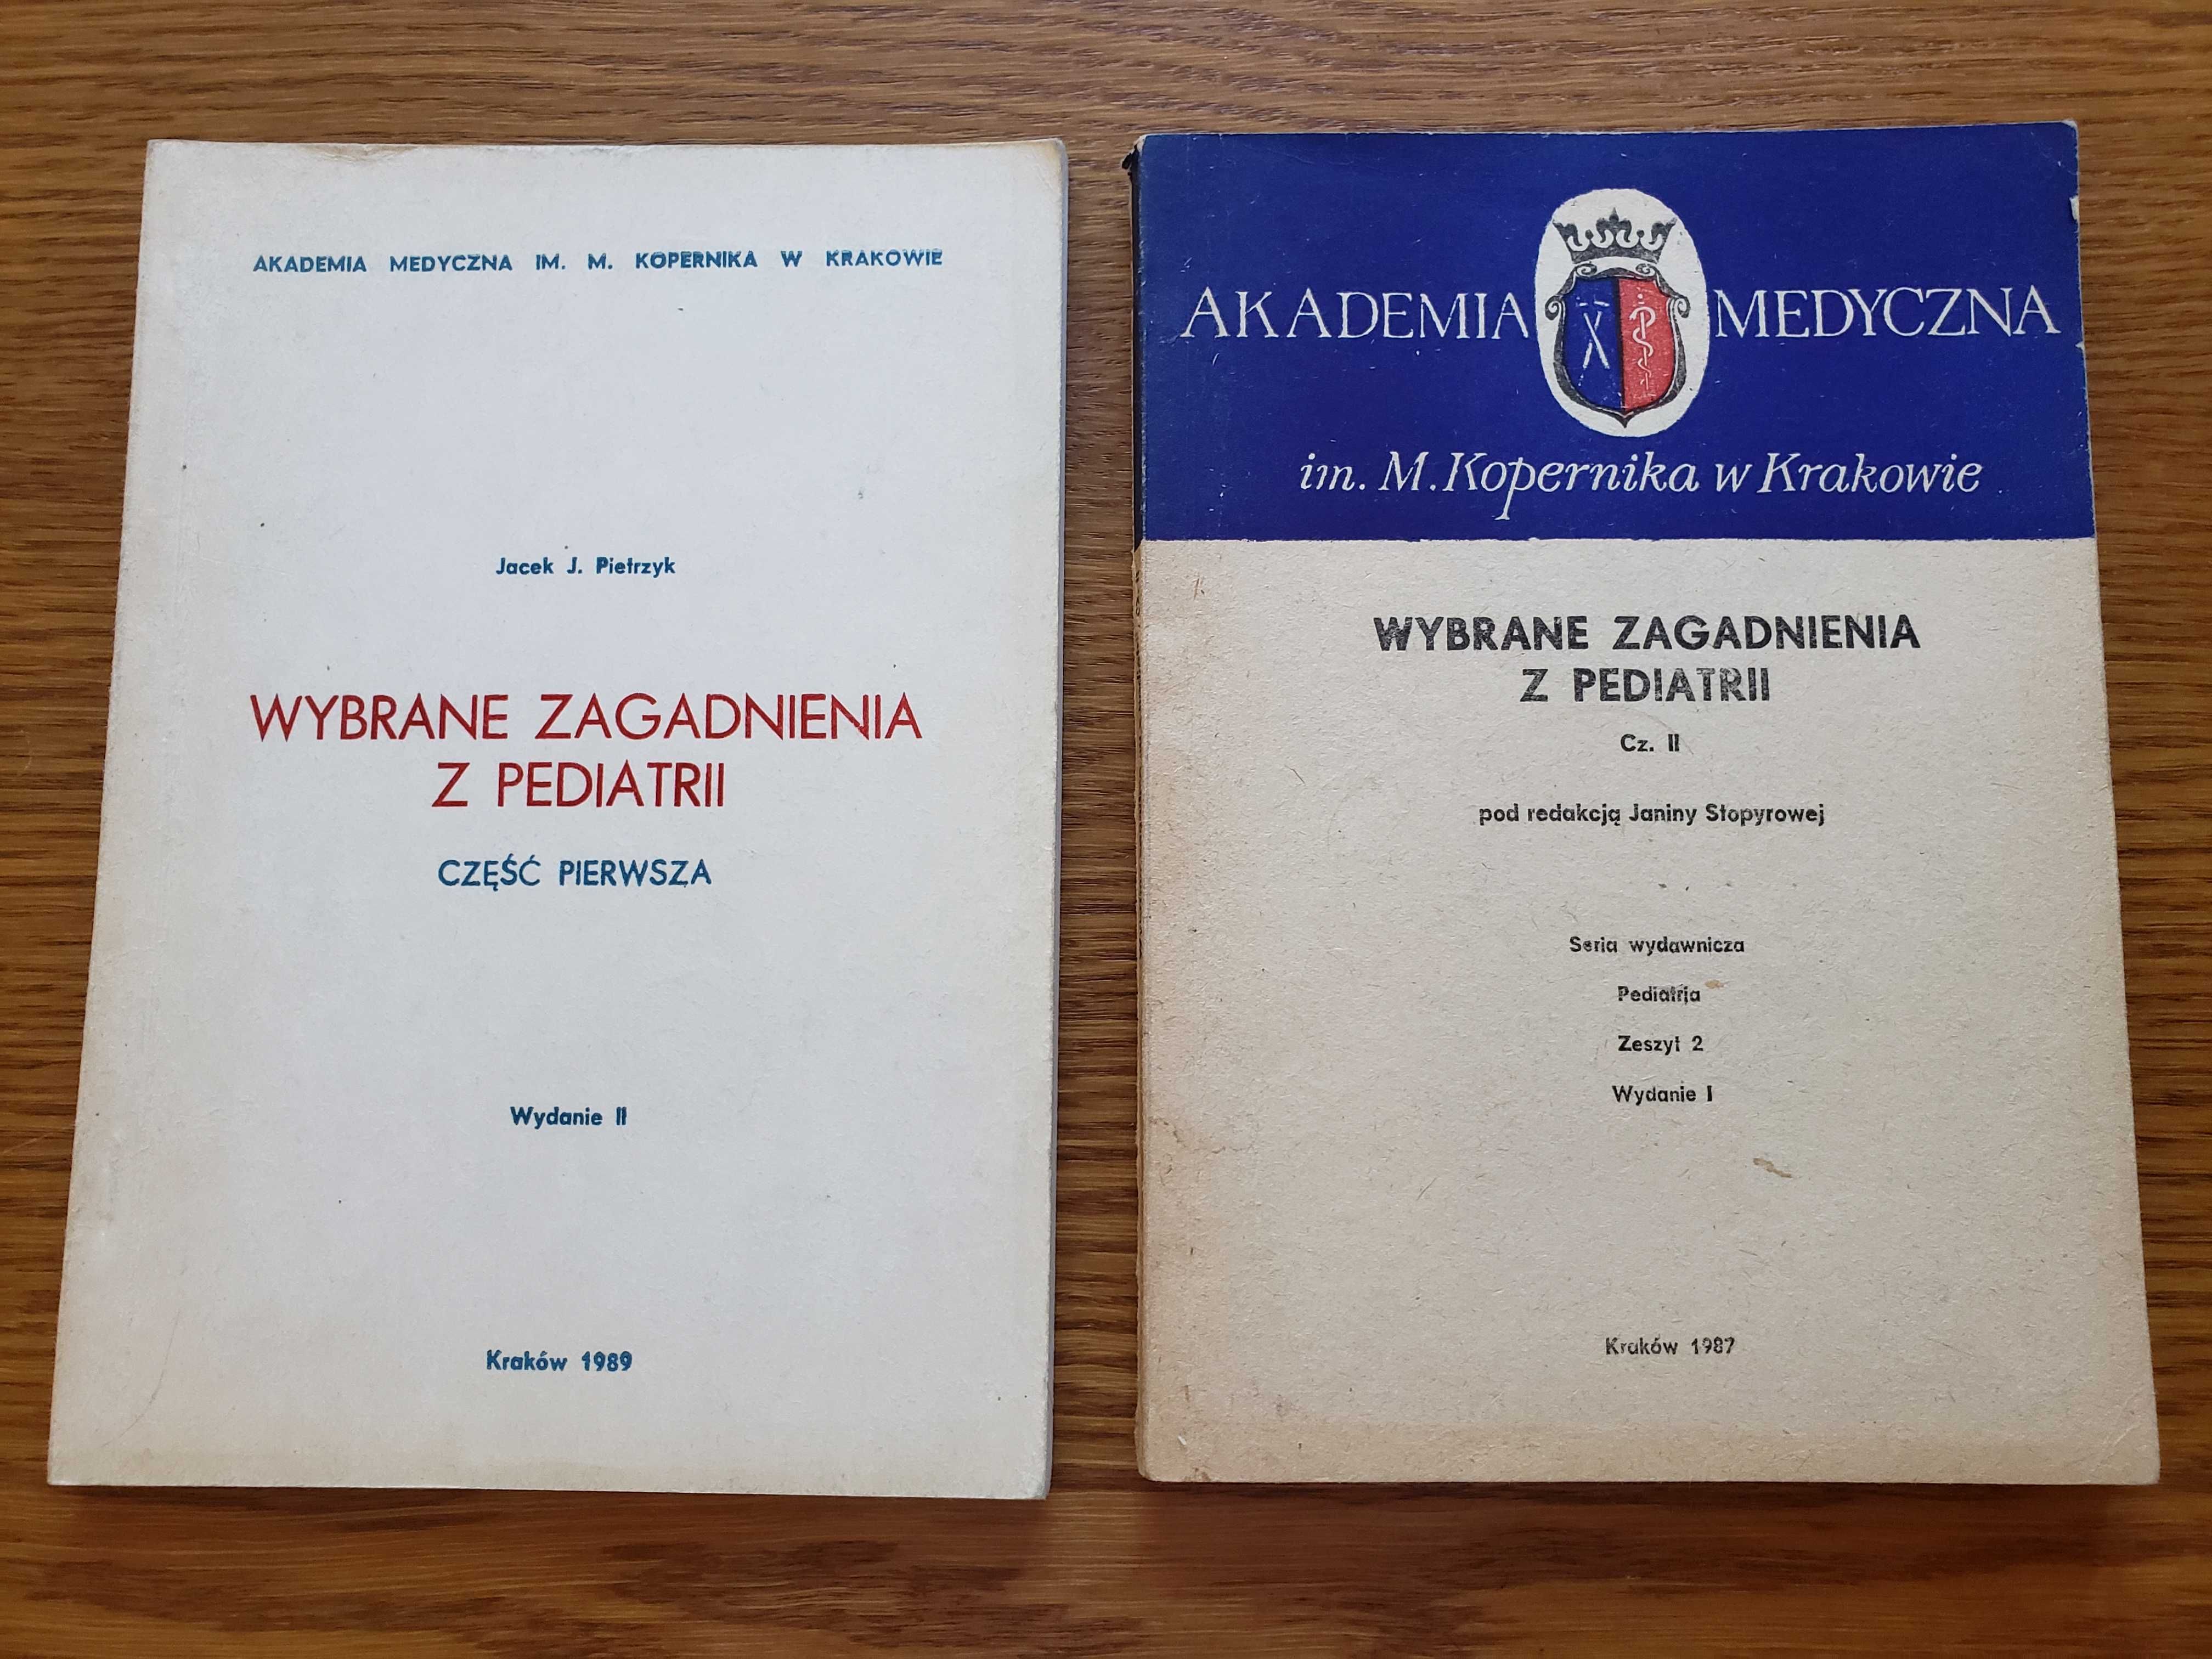 AKADEMIA MEDYCZNA IM. M. KOPERNIKA W KRAKOWIE
Jacek J. Pietrzyk
WYBRANE ZAGADNIENIA
Z PEDIATRII
CZĘŚĆ PIERWSZA
Wydanie II
Kraków 1989
AKADEMIA MEDYCZNA
im. M. Kopernika w Krakowie
WYBRANE ZAGADNIENIA
Z PEDIATRII
Cz. II
pod redakcją Janiny Stopyrowej
Seria wydawnicza
Pediatria
Zeszyt 2
Wydanie I
Kraków 1987